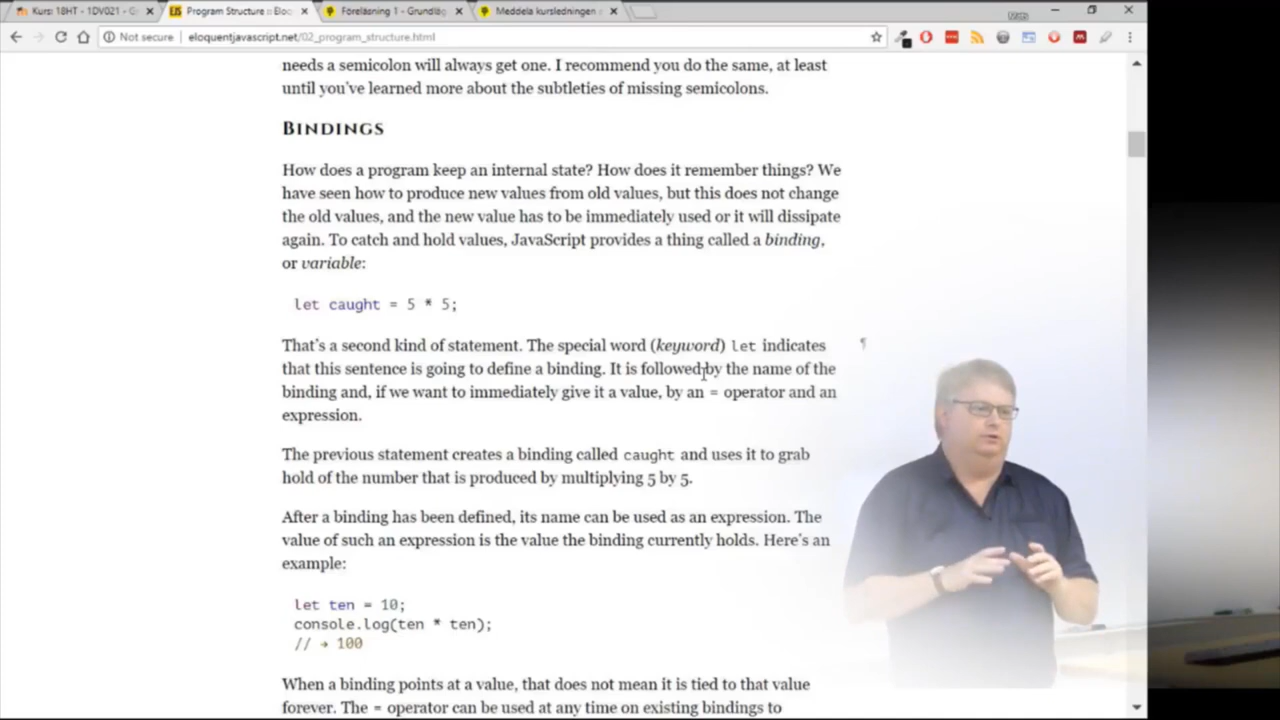 Kurs: 18HT - 1DV021 - G
Program Structure :: Eloq
Föreläsning 1 - Grundläg
Meddela kursledningen
Mats
Not secure | eloquentjavascript.net/02_program_structure.html
needs a semicolon will always get one. I recommend you do the same, at least
until you've learned more about the subtleties of missing semicolons.
BINDINGS
How does a program keep an internal state? How does it remember things? We
have seen how to produce new values from old values, but this does not change
the old values, and the new value has to be immediately used or it will dissipate
again. To catch and hold values, JavaScript provides a thing called a binding,
or variable:
let caught = 5 * 5;
That's a second kind of statement. The special word (keyword) let indicates ¶
that this sentence is going to define a binding. It is followed by the name of the
binding and, if we want to immediately give it a value, by an = operator and an
expression.
The previous statement creates a binding called caught and uses it to grab
hold of the number that is produced by multiplying 5 by 5.
After a binding has been defined, its name can be used as an expression. The
value of such an expression is the value the binding currently holds. Here's an
example:
let ten = 10;
console.log(ten * ten);
// → 100
When a binding points at a value, that does not mean it is tied to that value
forever. The = operator can be used at any time on existing bindings to